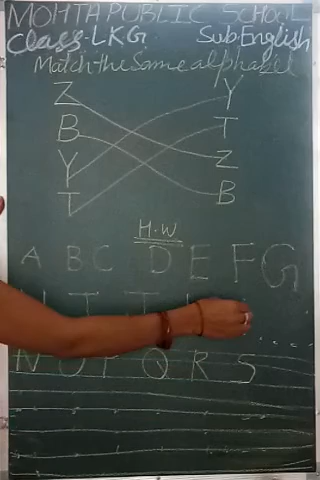 MOHTA PUBLIC SCHOOL
Class-LKG Sub:English
Match the Same alphabet
Z Y
B T
Y Z
T B
H.W
A B C D E F G
N O P Q R S